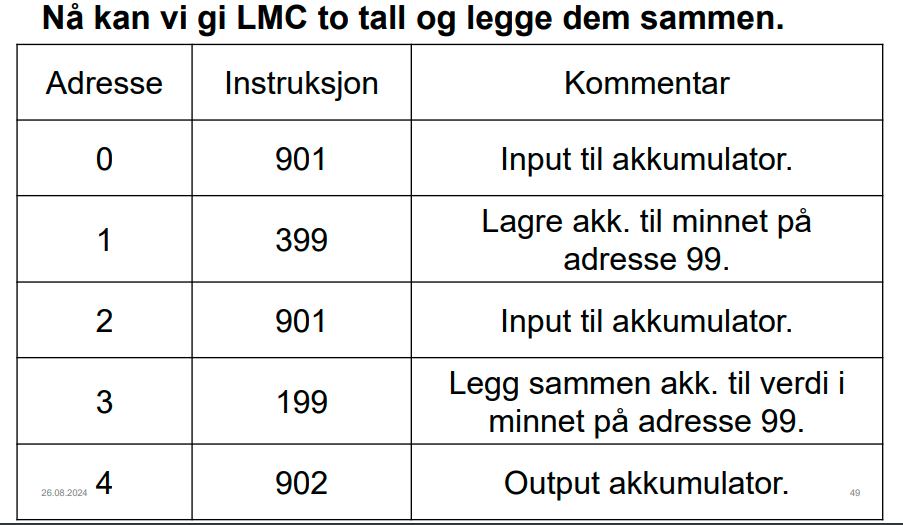 Nå kan vi gi LMC to tall og legge dem sammen.
Adresse Instruksjon Kommentar
0 901 Input til akkumulator.
1 399 Lagre akk. til minnet på
adresse 99.
2 901 Input til akkumulator.
3 199 Legg sammen akk. til verdi i
minnet på adresse 99.
4 902 Output akkumulator.
26.08.2024 49